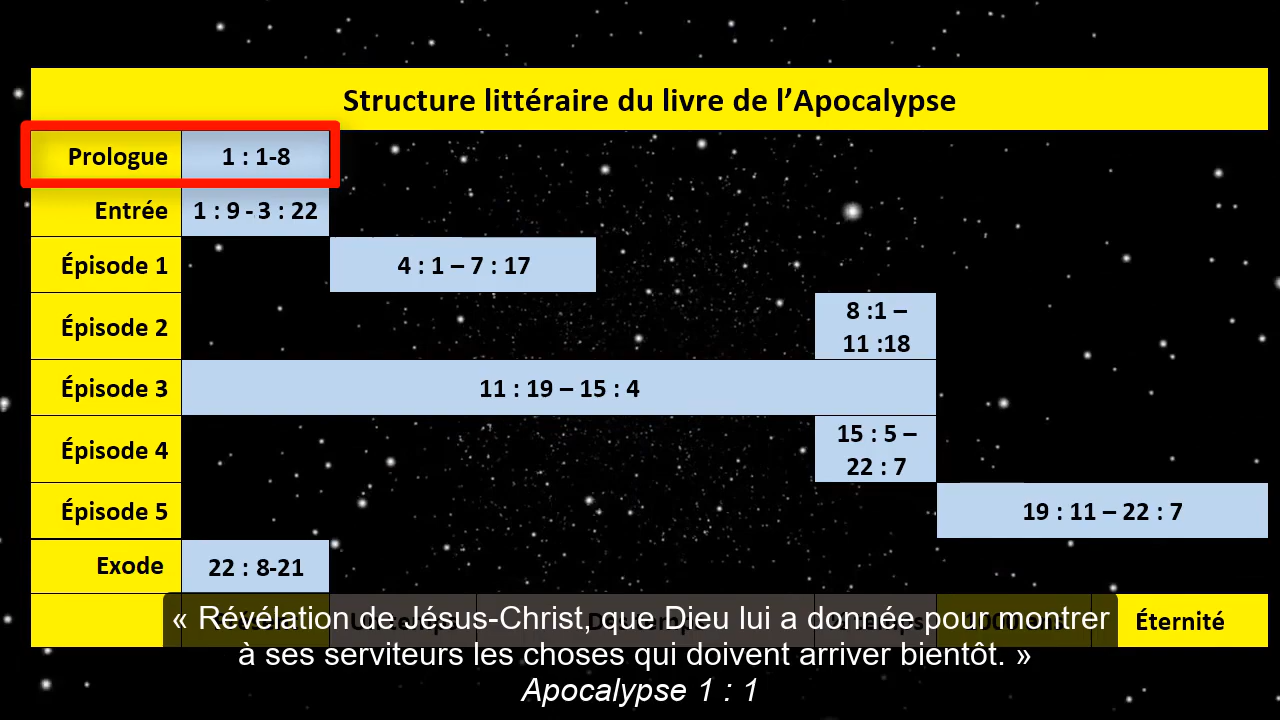 Structure littéraire du livre de l’Apocalypse
Prologue 1 : 1-8
Entrée 1 : 9 - 3 : 22
Épisode 1 4 : 1 – 7 : 17
Épisode 2 8 :1 –
11 :18
Épisode 3 11 : 19 – 15 : 4
Épisode 4 15 : 5 –
22 : 7
Épisode 5 19 : 11 – 22 : 7
Exode 22 : 8-21
Éternité
« Révélation de Jésus-Christ, que Dieu lui a donnée pour montrer
à ses serviteurs les choses qui doivent arriver bientôt. »
Apocalypse 1 : 1